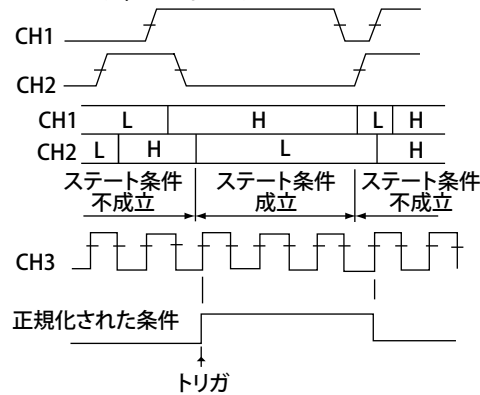 CH1
CH2
CH1 L H L H
CH2 L H L H
ステート条件 ステート条件 ステート条件
不成立 成立 不成立
CH3
正規化された条件
トリガ